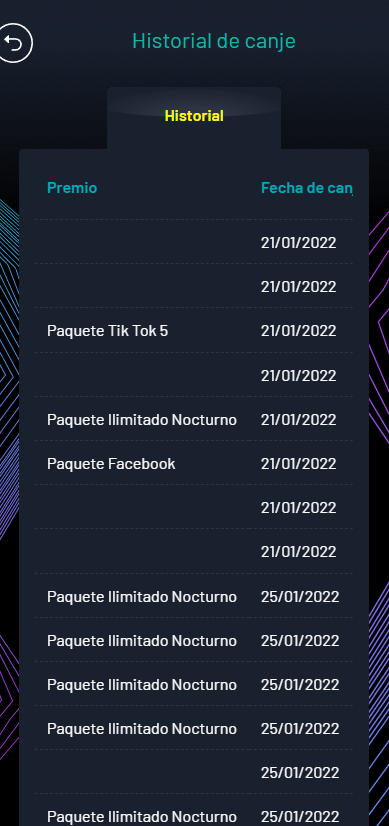 Historial de canje
Historial
Premio Fecha de can
21/01/2022
21/01/2022
Paquete Tik Tok 5 21/01/2022
21/01/2022
Paquete Ilimitado Nocturno 21/01/2022
Paquete Facebook 21/01/2022
21/01/2022
21/01/2022
Paquete Ilimitado Nocturno 25/01/2022
Paquete Ilimitado Nocturno 25/01/2022
Paquete Ilimitado Nocturno 25/01/2022
Paquete Ilimitado Nocturno 25/01/2022
25/01/2022
Paquete Ilimitado Nocturno 25/01/2022